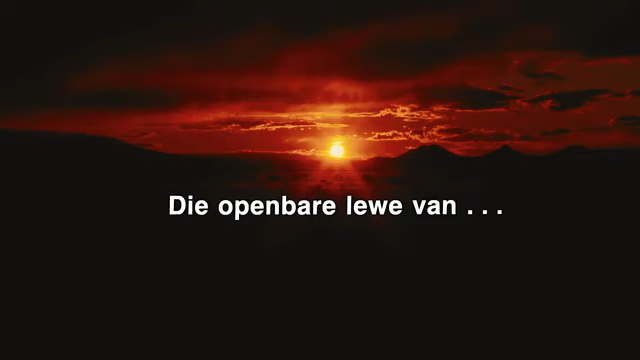 Die openbare lewe van . . .